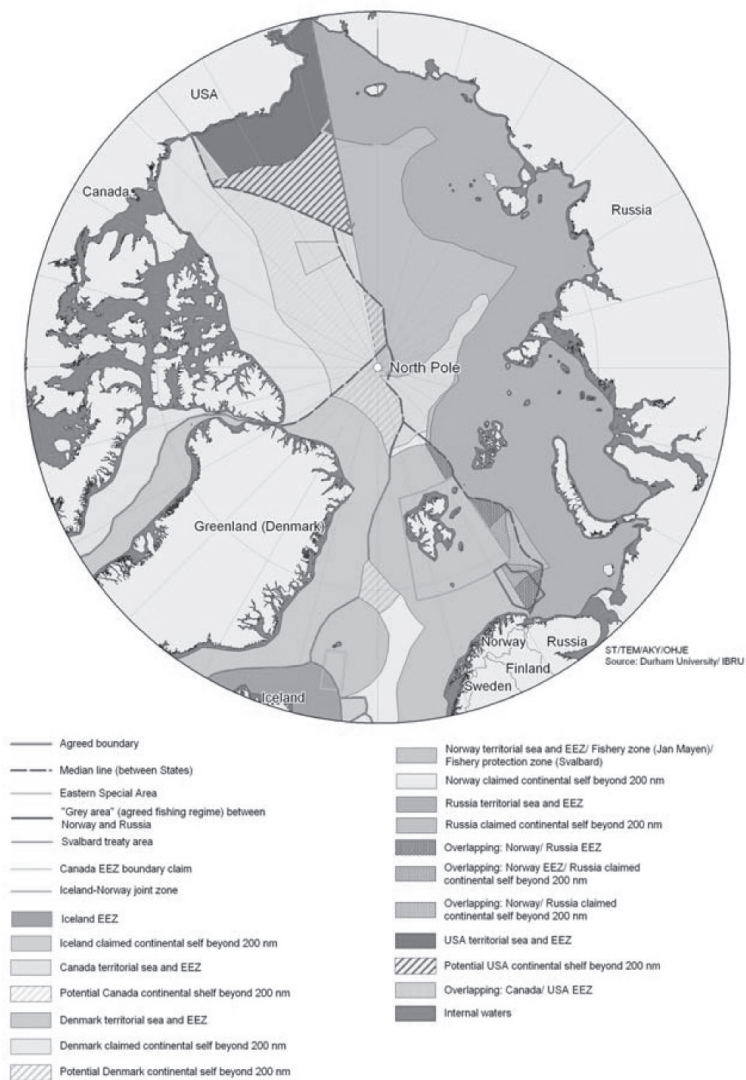 USA
Canada
Russia
North Pole
Greenland (Denmark)
Norway
Russia
Finland
Sweden
Iceland
ST/TEM/AKY/OHJE
Source: Durham University/ IBRU
Agreed boundary
Median line (between States)
Eastern Special Area
"Grey area" (agreed fishing regime) between
Norway and Russia
Svalbard treaty area
Canada EEZ boundary claim
Iceland-Norway joint zone
Iceland EEZ
Iceland claimed continental self beyond 200 nm
Canada territorial sea and EEZ
Potential Canada continental shelf beyond 200 nm
Denmark territorial sea and EEZ
Denmark claimed continental self beyond 200 nm
Potential Denmark continental self beyond 200 nm
Norway territorial sea and EEZ/ Fishery zone (Jan Mayen)/
Fishery protection zone (Svalbard)
Norway claimed continental self beyond 200 nm
Russia territorial sea and EEZ
Russia claimed continental self beyond 200 nm
Overlapping: Norway/ Russia EEZ
Overlapping: Norway EEZ/ Russia claimed
continental self beyond 200 nm
Overlapping: Norway/ Russia claimed
continental self beyond 200 nm
USA territorial sea and EEZ
Potential USA continental shelf beyond 200 nm
Overlapping: Canada/ USA EEZ
Internal waters